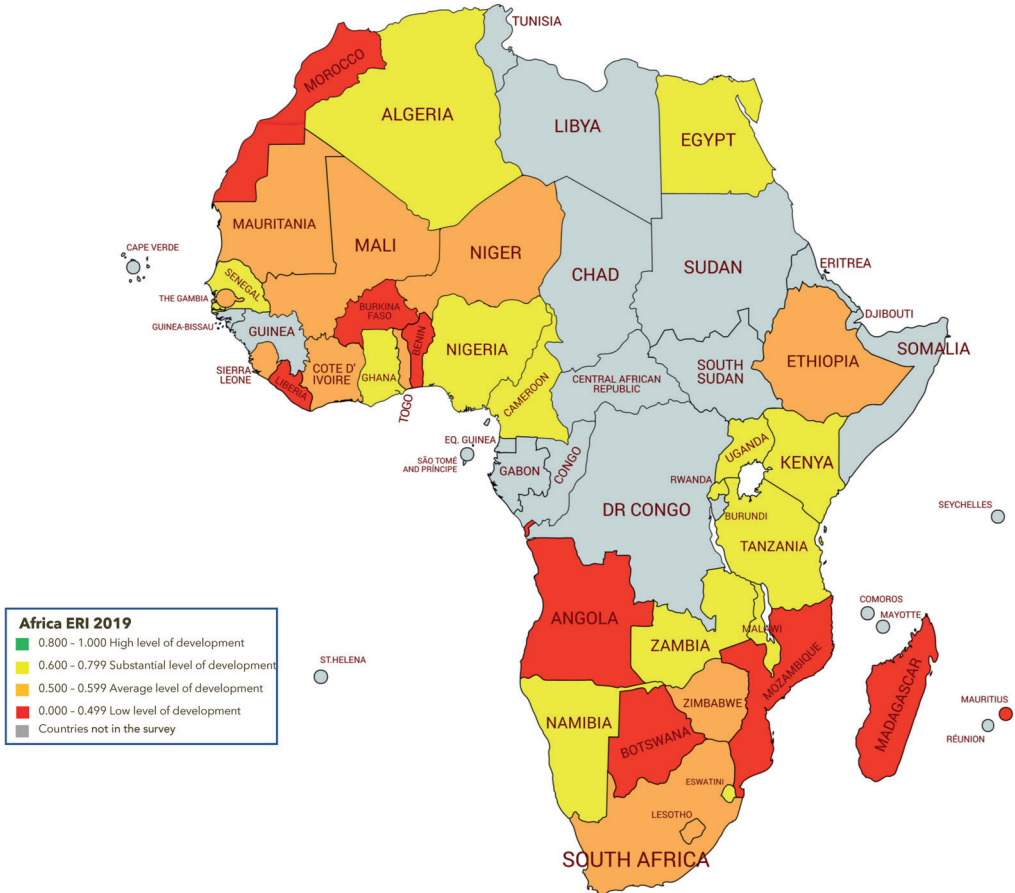 TUNISIA
MOROCCO
ALGERIA
LIBYA
EGYPT
MAURITANIA
MALI
NIGER
CHAD
SUDAN
ERITREA
CAPE VERDE
SENEGAL
THE GAMBIA
GUINEA-BISSAU
GUINEA
BURKINA
FASO
BENIN
NIGERIA
DJIBOUTI
SOMALIA
ETHIOPIA
SOUTH
SUDAN
SIERRA
LEONE
LIBERIA
COTE D'
IVOIRE
GHANA
TOGO
CAMEROON
CENTRAL AFRICAN
REPUBLIC
EQ. GUINEA
SÃO TOMÉ
AND PRÍNCIPE
GABON
CONGO
DR CONGO
UGANDA
KENYA
RWANDA
BURUNDI
TANZANIA
SEYCHELLES
COMOROS
MAYOTTE
ANGOLA
ZAMBIA
MALAWI
MOZAMBIQUE
MADAGASCAR
MAURITIUS
RÉUNION
ST.HELENA
NAMIBIA
ZIMBABWE
BOTSWANA
ESWATINI
LESOTHO
SOUTH AFRICA
Africa ERI 2019
0.800 – 1.000 High level of development
0.600 – 0.799 Substantial level of development
0.500 – 0.599 Average level of development
0.000 – 0.499 Low level of development
Countries not in the survey